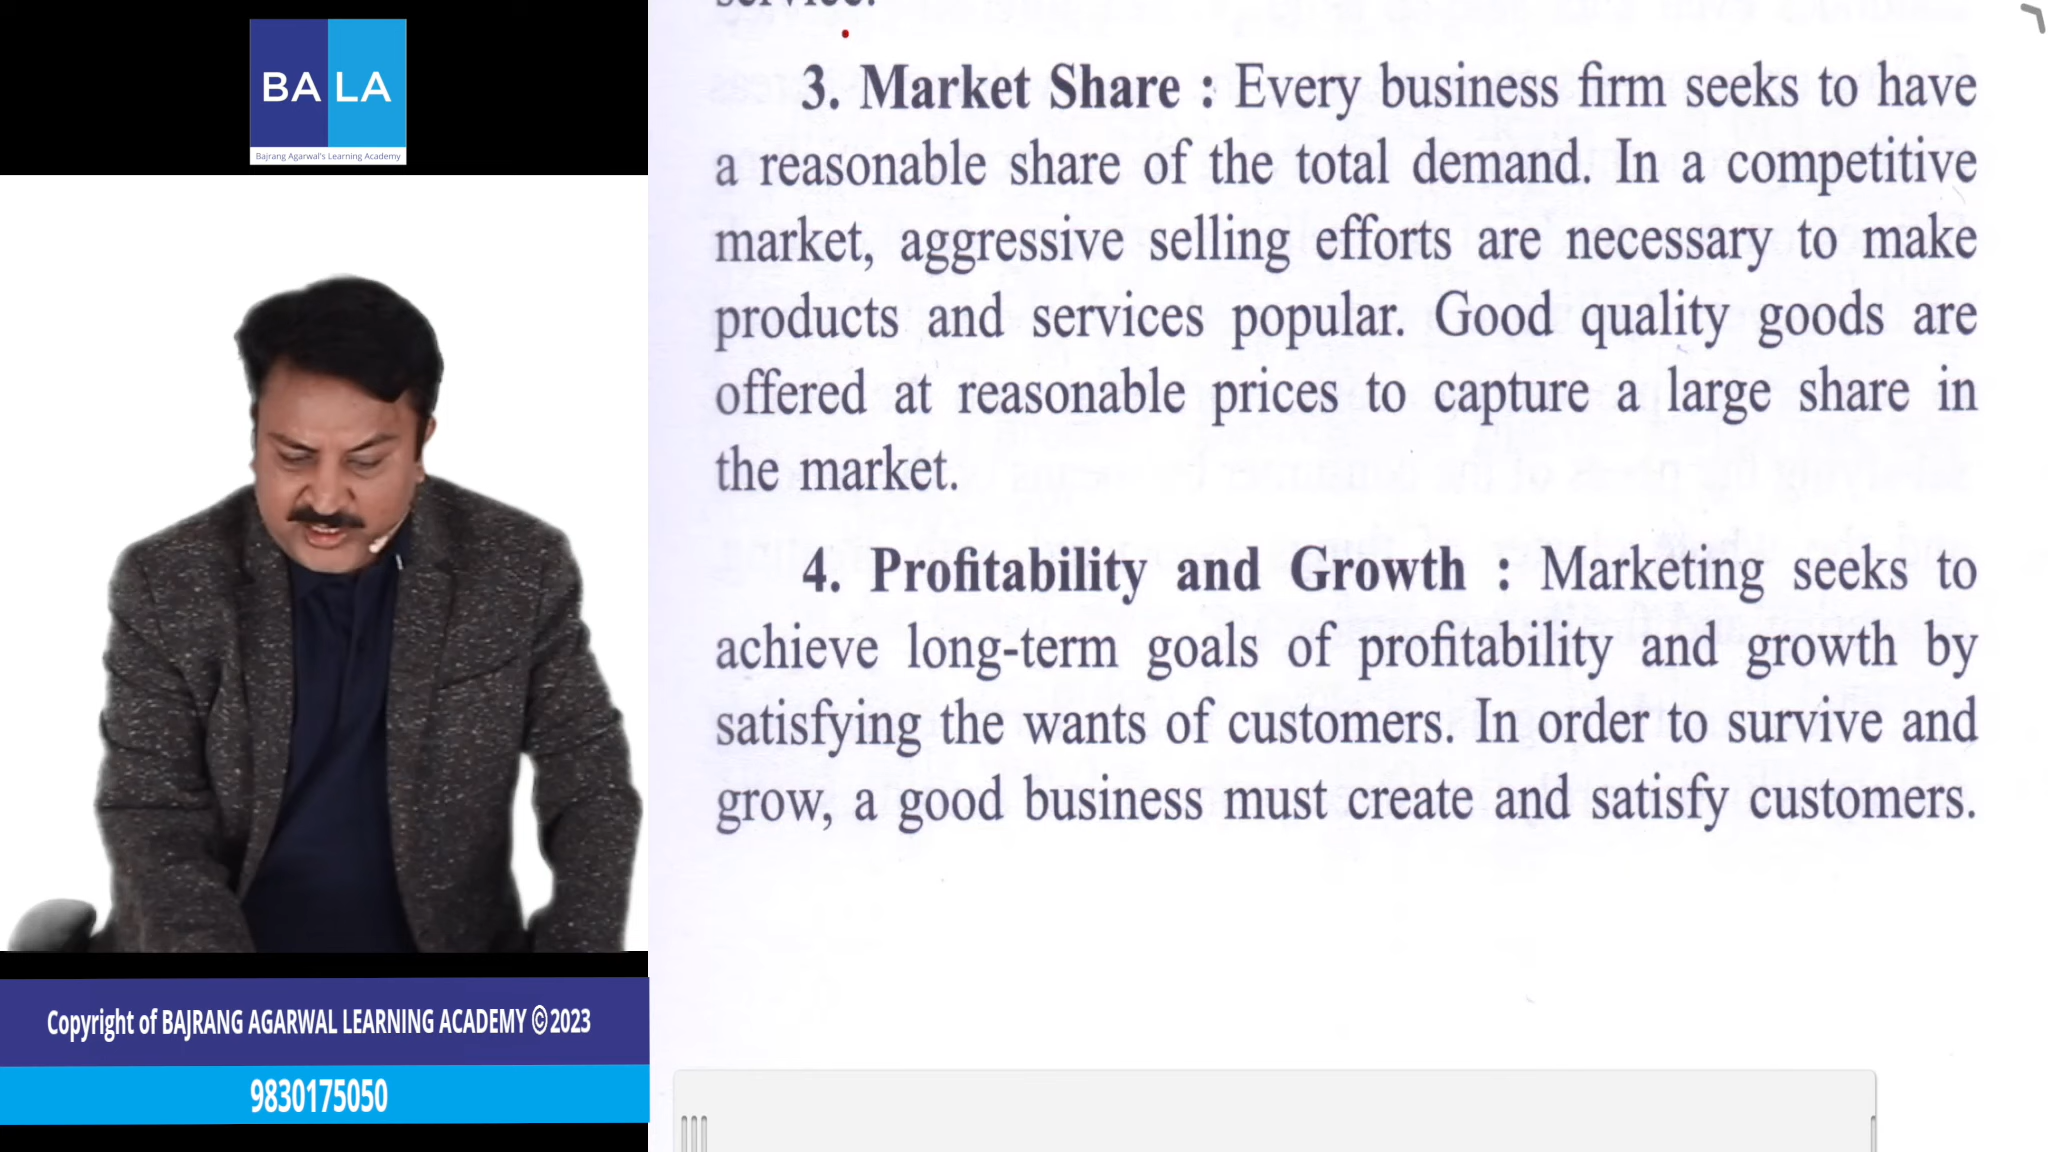 BA LA
Bajrang Agarwal's Learning Academy
service.
3. Market Share : Every business firm seeks to have
a reasonable share of the total demand. In a competitive
market, aggressive selling efforts are necessary to make
products and services popular. Good quality goods are
offered at reasonable prices to capture a large share in
the market.
4. Profitability and Growth : Marketing seeks to
achieve long-term goals of profitability and growth by
satisfying the wants of customers. In order to survive and
grow, a good business must create and satisfy customers.
Copyright of BAJRANG AGARWAL LEARNING ACADEMY ©2023
9830175050